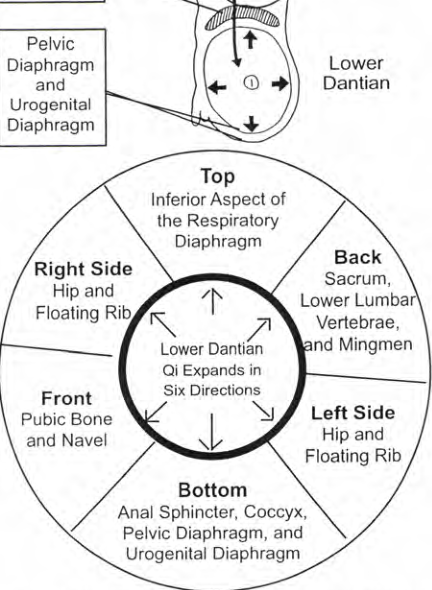 Pelvic
Diaphragm
and
Urogenital
Diaphragm
1
Lower
Dantian
Top
Inferior Aspect of
the Respiratory
Diaphragm
Right Side
Hip and
Floating Rib
Back
Sacrum,
Lower Lumbar
Vertebrae,
and Mingmen
Lower Dantian
Qi Expands in
Six Directions
Front
Pubic Bone
and Navel
Left Side
Hip and
Floating Rib
Bottom
Anal Sphincter, Coccyx,
Pelvic Diaphragm, and
Urogenital Diaphragm